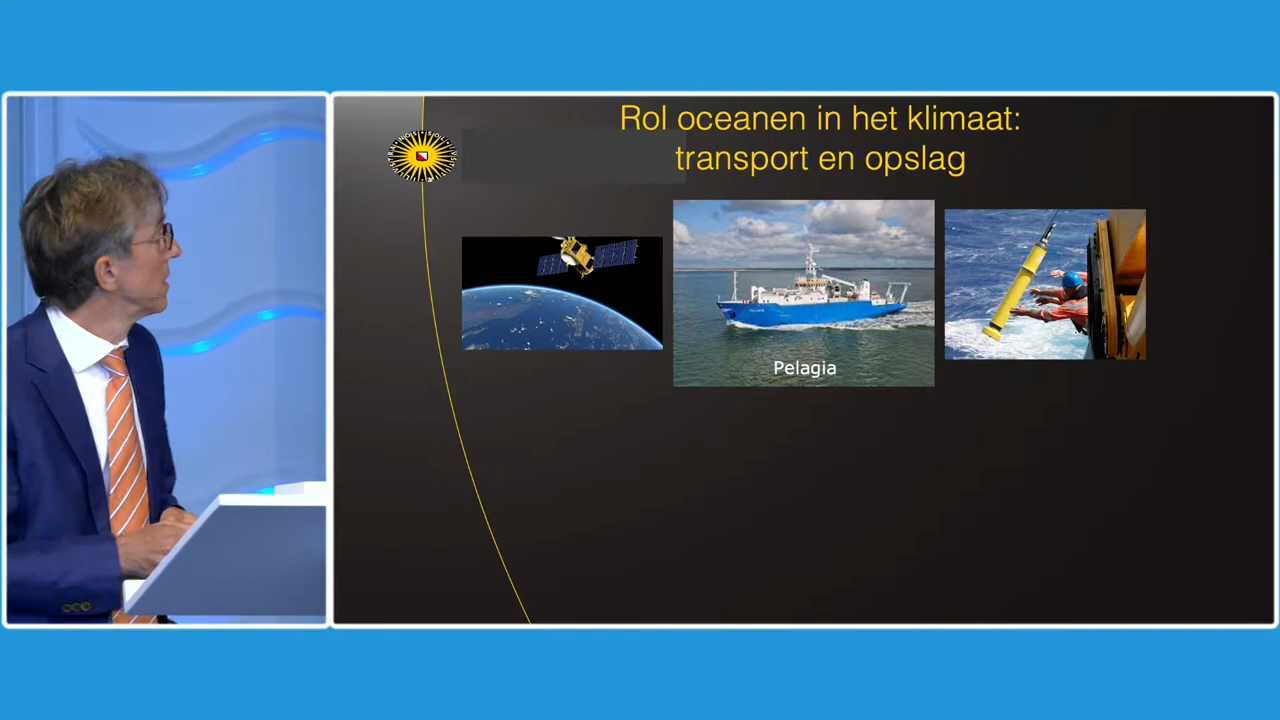 Rol oceanen in het klimaat:
transport en opslag
Pelagia